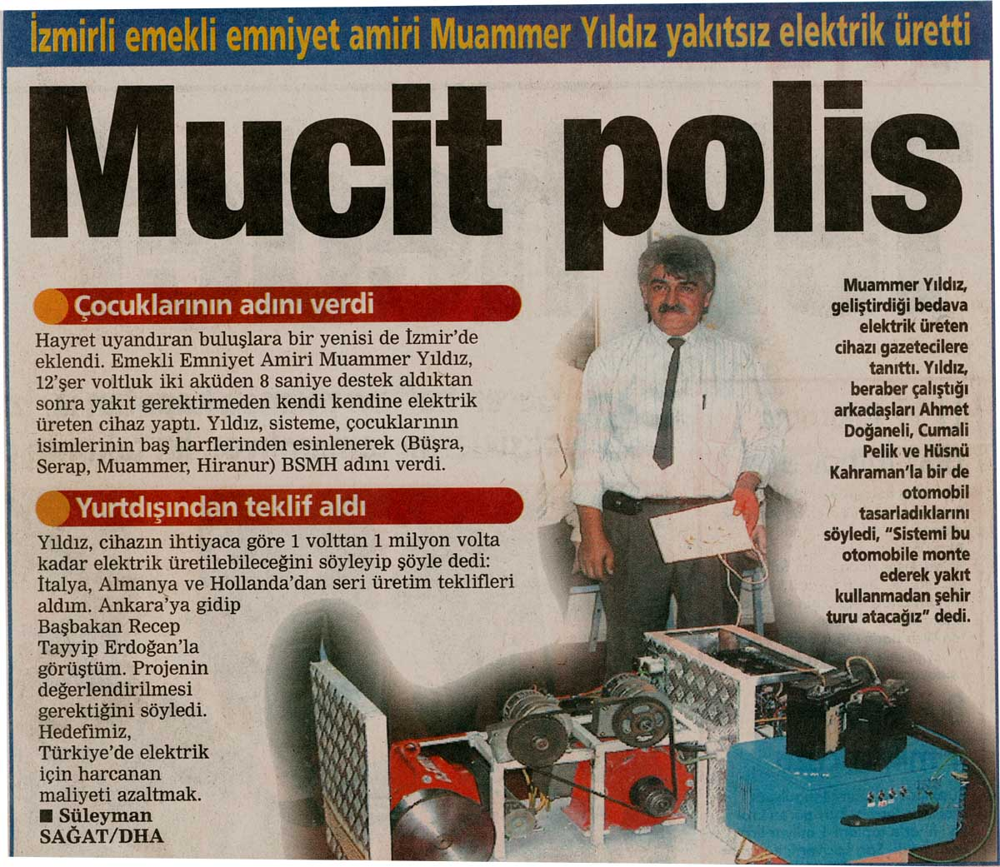 İzmirli emekli emniyet amiri Muammer Yıldız yakıtsız elektrik üretti
Mucit polis
Çocuklarının adını verdi
Hayret uyandıran buluşlara bir yenisi de İzmir'de
eklendi. Emekli Emniyet Amiri Muammer Yıldız,
12'şer voltluk iki aküden 8 saniye destek aldıktan
sonra yakıt gerektirmeden kendi kendine elektrik
üreten cihaz yaptı. Yıldız, sisteme, çocuklarının
isimlerinin baş harflerinden esinlenerek (Büşra,
Serap, Muammer, Hiranur) BSMH adını verdi.
Yurtdışından teklif aldı
Yıldız, cihazın ihtiyaca göre 1 volttan 1 milyon volta
kadar elektrik üretilebileceğini söyleyip şöyle dedi:
İtalya, Almanya ve Hollanda'dan seri üretim teklifleri
aldım. Ankara'ya gidip
Başbakan Recep
Tayyip Erdoğan'la
görüştüm. Projenin
değerlendirilmesi
gerektiğini söyledi.
Hedefimiz,
Türkiye'de elektrik
için harcanan
maliyeti azaltmak.
■ Süleyman
SAĞAT/DHA
Muammer Yıldız,
geliştirdiği bedava
elektrik üreten
cihazı gazetecilere
tanıttı. Yıldız,
beraber çalıştığı
arkadaşları Ahmet
Doğaneli, Cumali
Pelik ve Hüsnü
Kahraman'la bir de
otomobil
tasarladıklarını
söyledi, "Sistemi bu
otomobile monte
ederek yakıt
kullanmadan şehir
turu atacağız" dedi.